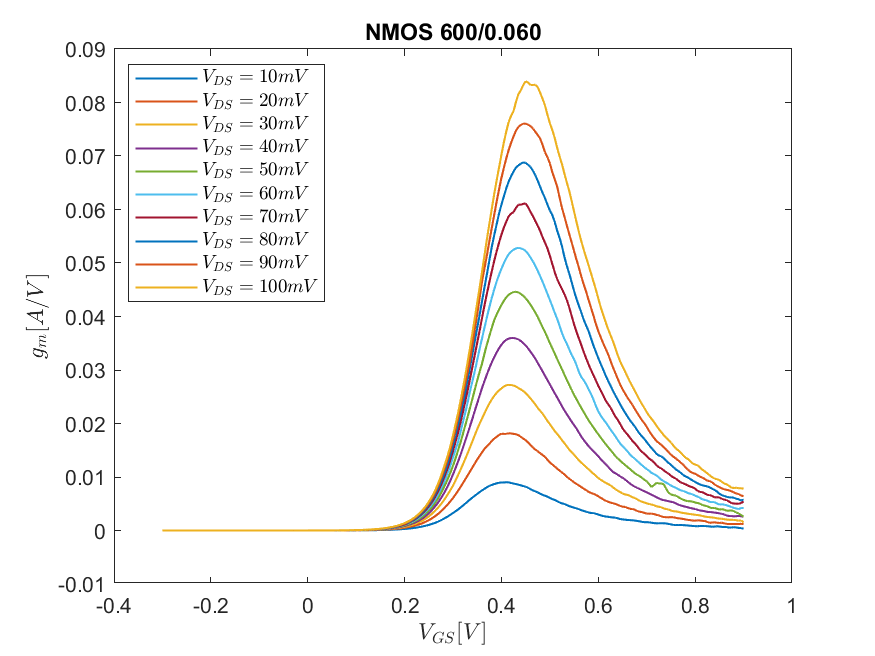 NMOS 600/0.060
0.09
0.08
0.07
0.06
0.05
0.04
0.03
0.02
0.01
0
-0.01
g_m[A/V]
V_DS = 10mV
V_DS = 20mV
V_DS = 30mV
V_DS = 40mV
V_DS = 50mV
V_DS = 60mV
V_DS = 70mV
V_DS = 80mV
V_DS = 90mV
V_DS = 100mV
-0.4 -0.2 0 0.2 0.4 0.6 0.8 1
V_GS[V]